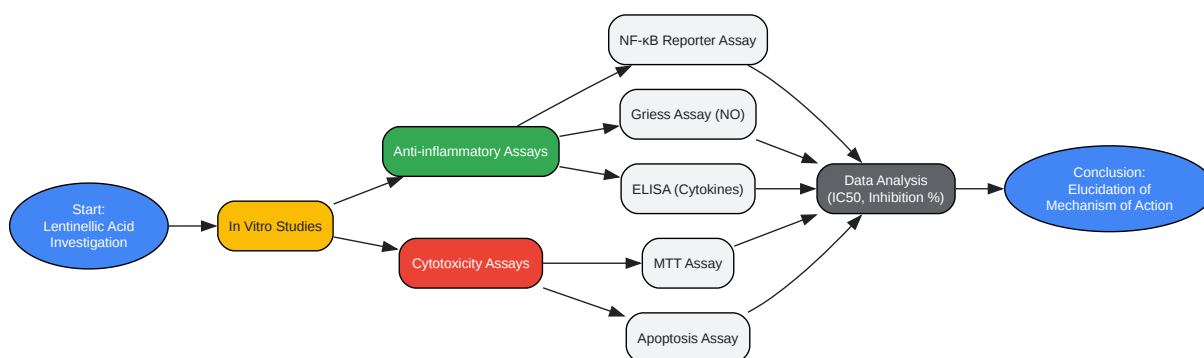 Start:
Lentinellic Acid
Investigation
In Vitro Studies
Anti-inflammatory Assays
Cytotoxicity Assays
NF-κB Reporter Assay
Griess Assay (NO)
ELISA (Cytokines)
MTT Assay
Apoptosis Assay
Data Analysis
(IC50, Inhibition %)
Conclusion:
Elucidation of
Mechanism of Action